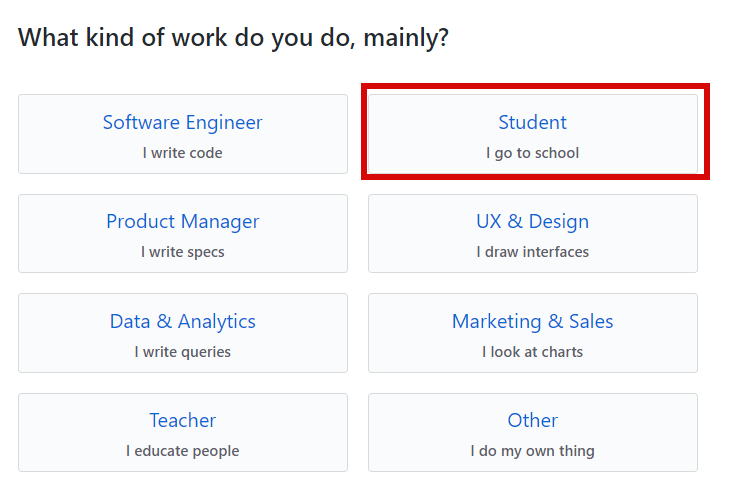 What kind of work do you do, mainly?
Software Engineer
I write code
Student
I go to school
Product Manager
I write specs
UX & Design
I draw interfaces
Data & Analytics
I write queries
Marketing & Sales
I look at charts
Teacher
I educate people
Other
I do my own thing